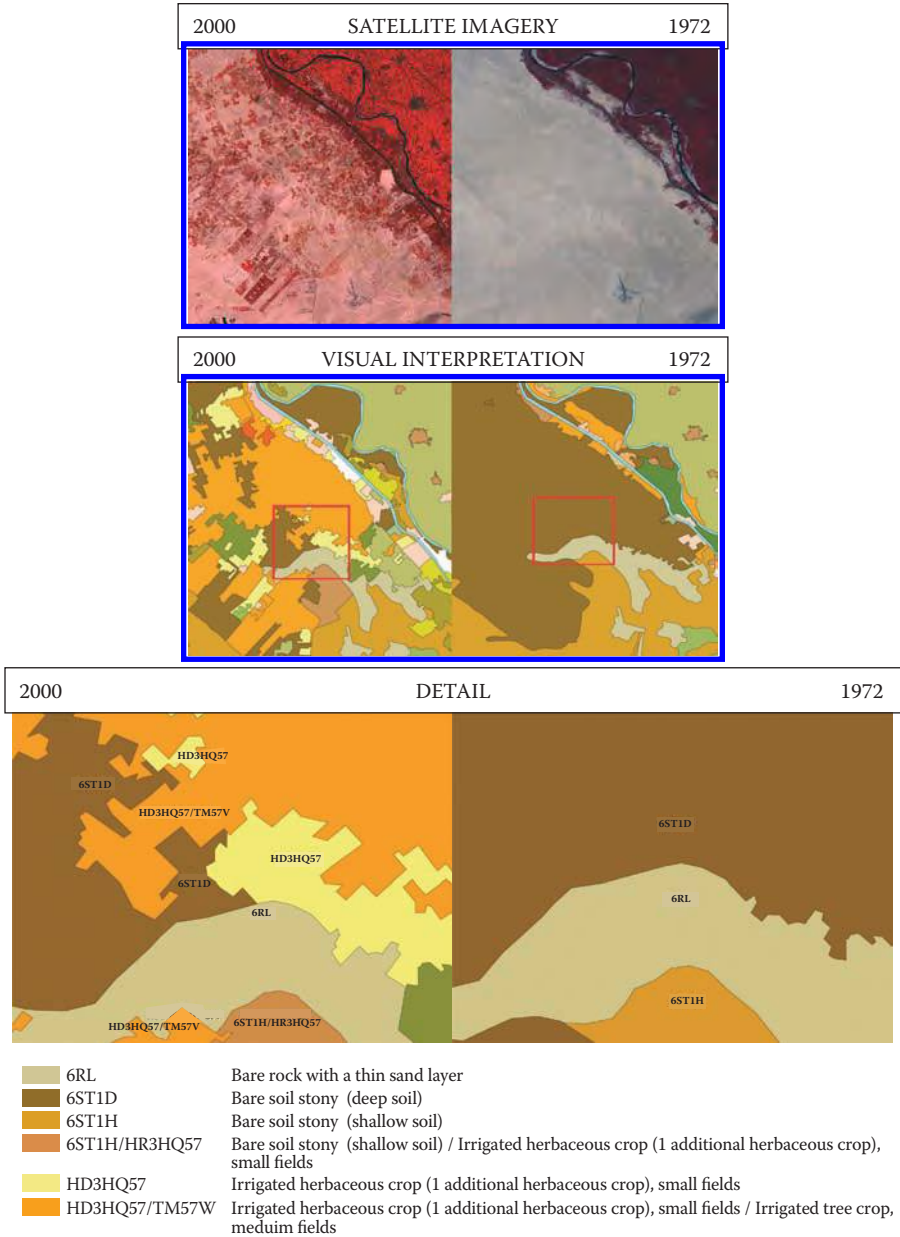 2000 SATELLITE IMAGERY 1972
2000 VISUAL INTERPRETATION 1972
2000 DETAIL 1972
HD3HQ57
6ST1D
HD3HQ57/TM57V
HD3HQ57
6ST1D
6RL
HD3HQ57/TM57V
6ST1H/HR3HQ57
6ST1D
6RL
6ST1H
6RL Bare rock with a thin sand layer
6ST1D Bare soil stony (deep soil)
6ST1H Bare soil stony (shallow soil)
6ST1H/HR3HQ57 Bare soil stony (shallow soil) / Irrigated herbaceous crop (1 additional herbaceous crop),
small fields
HD3HQ57 Irrigated herbaceous crop (1 additional herbaceous crop), small fields
HD3HQ57/TM57W Irrigated herbaceous crop (1 additional herbaceous crop), small fields / Irrigated tree crop,
meduim fields